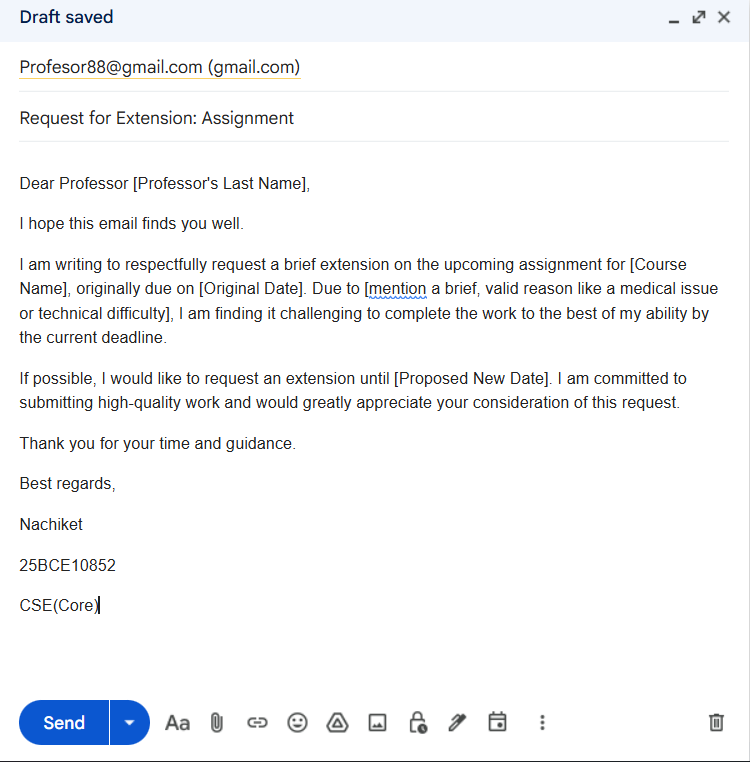 Draft saved
Profesor88@gmail.com (gmail.com)
Request for Extension: Assignment
Dear Professor [Professor's Last Name],
I hope this email finds you well.
I am writing to respectfully request a brief extension on the upcoming assignment for [Course
Name], originally due on [Original Date]. Due to [mention a brief, valid reason like a medical issue
or technical difficulty], I am finding it challenging to complete the work to the best of my ability by
the current deadline.
If possible, I would like to request an extension until [Proposed New Date]. I am committed to
submitting high-quality work and would greatly appreciate your consideration of this request.
Thank you for your time and guidance.
Best regards,
Nachiket
25BCE10852
CSE(Core)
Send Aa